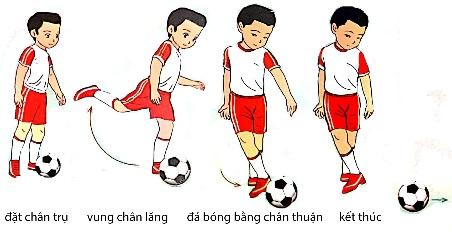 đặt chân trụ vung chân lăng đá bóng bằng chân thuận kết thúc